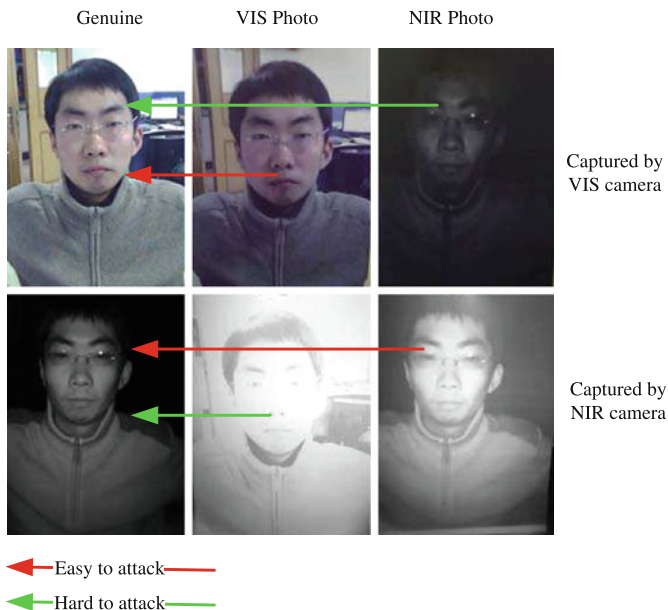 Genuine VIS Photo NIR Photo
Captured by
VIS camera
Captured by
NIR camera
Easy to attack
Hard to attack